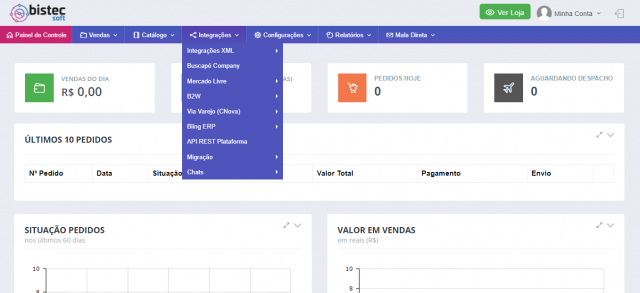 bistec
soft
Ver Loja
Minha Conta
Painel de Controle
Vendas
Catálogo
Integrações
Configurações
Relatórios
Mala Direta
Integrações XML
Buscapé Company
Mercado Livre
B2W
Via Varejo (CNova)
Bling ERP
API REST Plataforma
Migração
Chats
VENDAS DO DIA
R$ 0,00
PEDIDOS HOJE
0
AGUARDANDO DESPACHO
0
ÚLTIMOS 10 PEDIDOS
Nº Pedido
Data
Situaçã
Valor Total
Pagamento
Envio
SITUAÇÃO PEDIDOS
nos últimos 60 dias
10
8
VALOR EM VENDAS
em reais (R$)
10
8